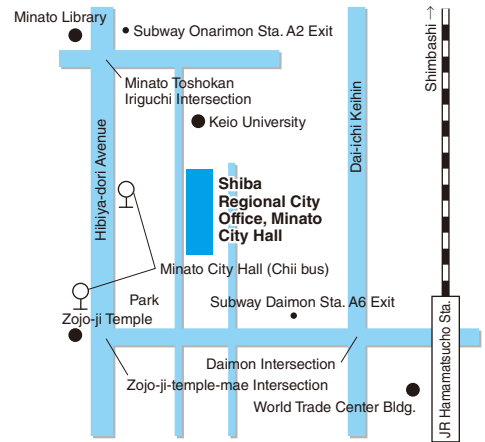 Minato Library
Subway Onarimon Sta. A2 Exit
Shimbashi →
Minato Toshokan
Iriguchi Intersection
Keio University
Dai-ichi Keihin
Hibiya-dori Avenue
Shiba
Regional City
Office, Minato
City Hall
Minato City Hall (Chii bus)
Park
Subway Daimon Sta. A6 Exit
Zojo-ji Temple
Daimon Intersection
Zojo-ji-temple-mae Intersection
World Trade Center Bldg.
JR Hamamatsucho Sta.